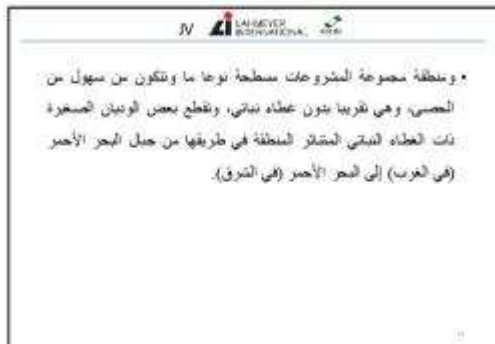 JV LAHMEYER INTERNATIONAL
• ومنطقة مجموعة المشروعات مسطحة نوعا ما وتتكون من سهول من
الحصى، وهي تقريبا بدون غطاء نباتي، وتقطع بعض الوديان الصغيرة
ذات الغطاء النباتي المتناثر المنطقة في طريقها من جبال البحر الأحمر
(في الغرب) إلى البحر الأحمر (في الشرق).